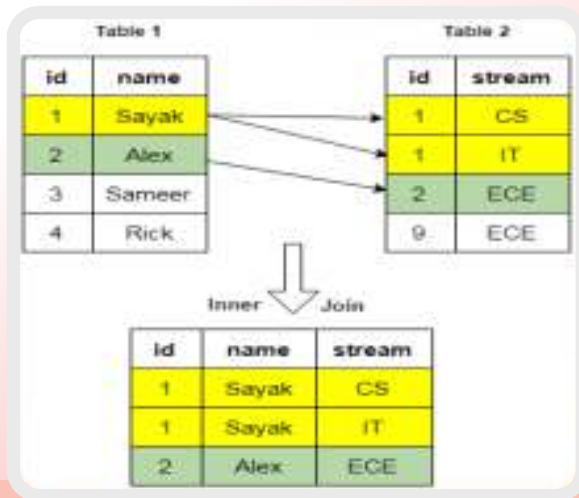 Table 1 Table 2
id name id stream
1 Sayak 1 CS
2 Alex 1 IT
3 Sameer 2 ECE
4 Rick 9 ECE
Inner Join
id name stream
1 Sayak CS
1 Sayak IT
2 Alex ECE